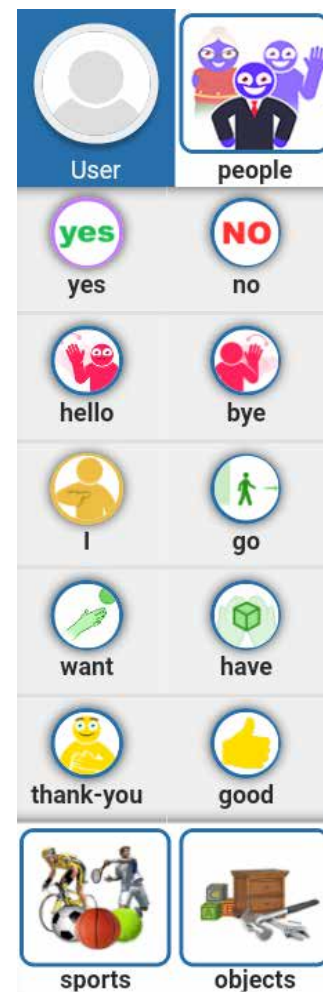 User people
yes NO
yes no
hello bye
I go
want have
thank-you good
sports objects